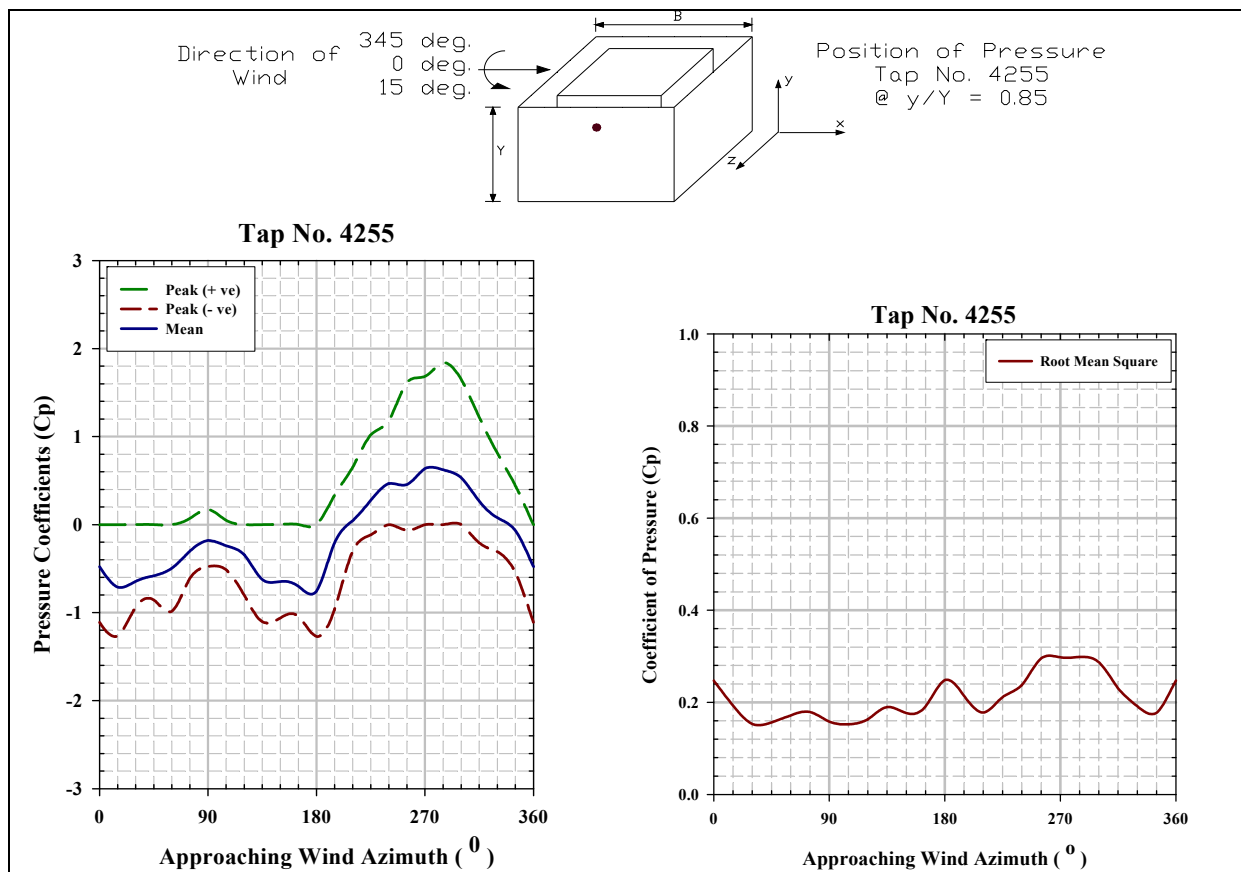 Direction of
Wind
345 deg.
0 deg.
15 deg.
B
Y
y
x
z
Position of Pressure
Tap No. 4255
@ y/Y = 0.85
Tap No. 4255
Peak (+ ve)
Peak (- ve)
Mean
Pressure Coefficients (Cp)
3
2
1
0
-1
-2
-3
0 90 180 270 360
Approaching Wind Azimuth ( 0 )
Tap No. 4255
Root Mean Square
Coefficient of Pressure (Cp)
1.0
0.8
0.6
0.4
0.2
0.0
0 90 180 270 360
Approaching Wind Azimuth ( o )